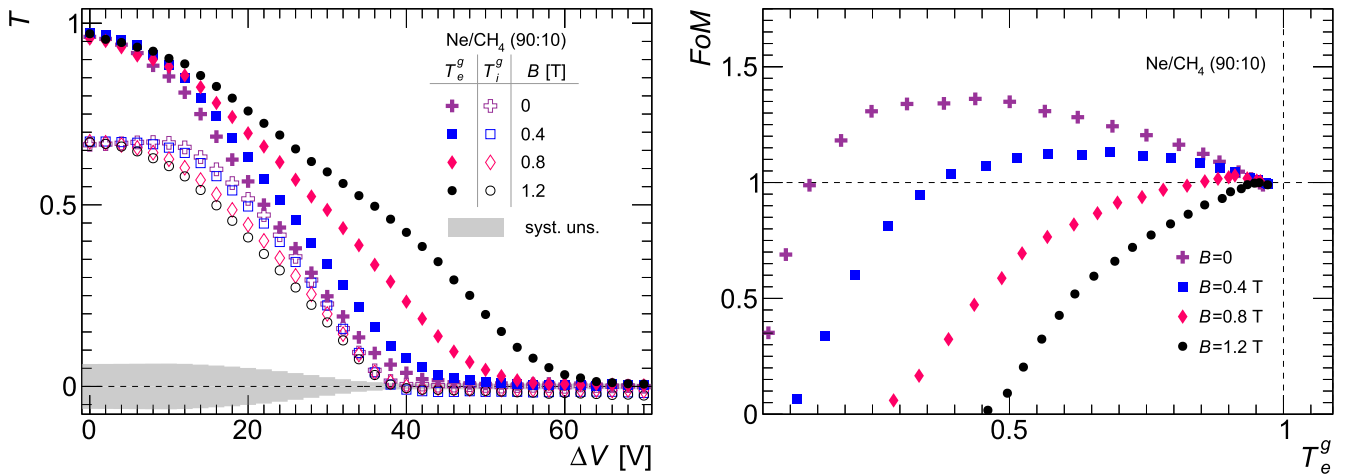 T
1
0.5
0
0
20
40
60
ΔV [V]
Ne/CH4 (90:10)
T_e^g T_i^g B [T]
0
0.4
0.8
1.2
syst. uns.
FoM
1.5
1
0.5
0
0.5
1
T_e^g
Ne/CH4 (90:10)
B=0
B=0.4 T
B=0.8 T
B=1.2 T